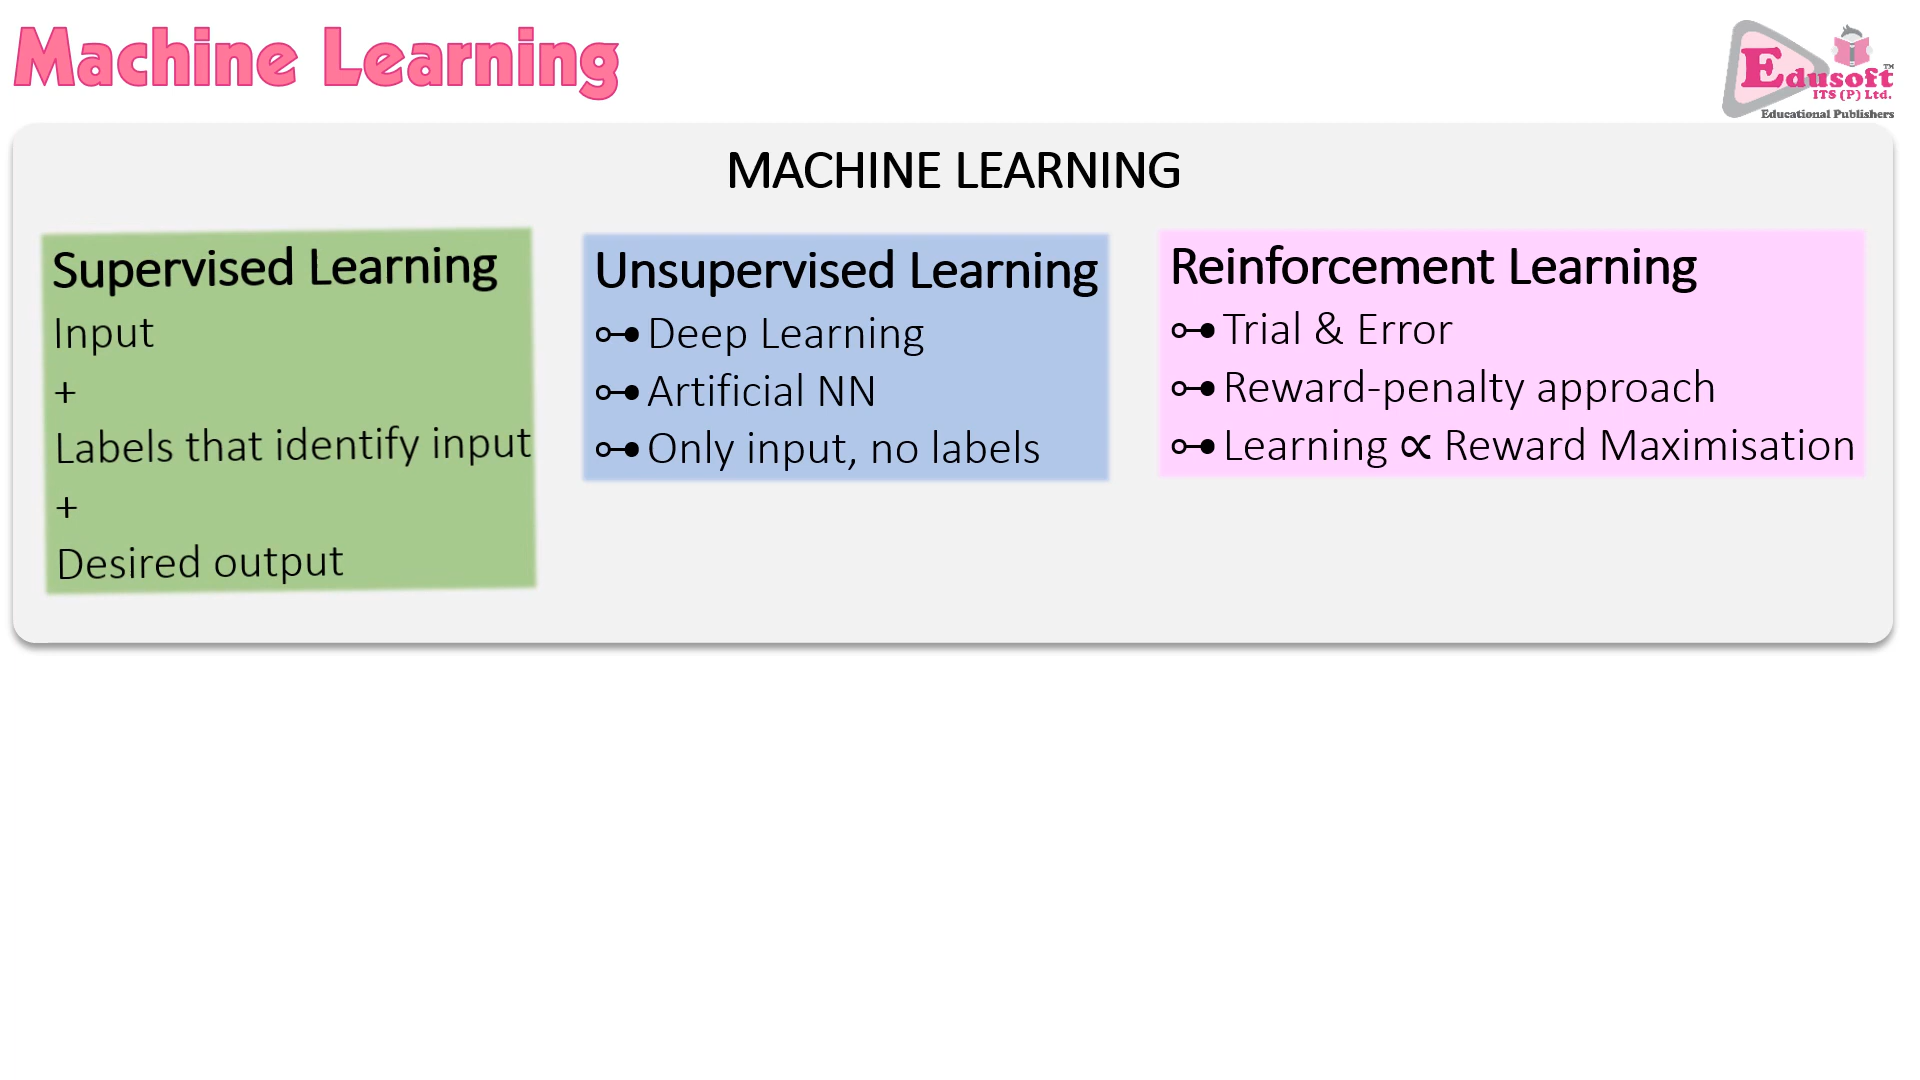 Machine Learning
Edusoft™
ITS (P) Ltd.
Educational Publishers
MACHINE LEARNING
Supervised Learning
Input
+
Labels that identify input
+
Desired output
Unsupervised Learning
Deep Learning
Artificial NN
Only input, no labels
Reinforcement Learning
Trial & Error
Reward-penalty approach
Learning ∝ Reward Maximisation